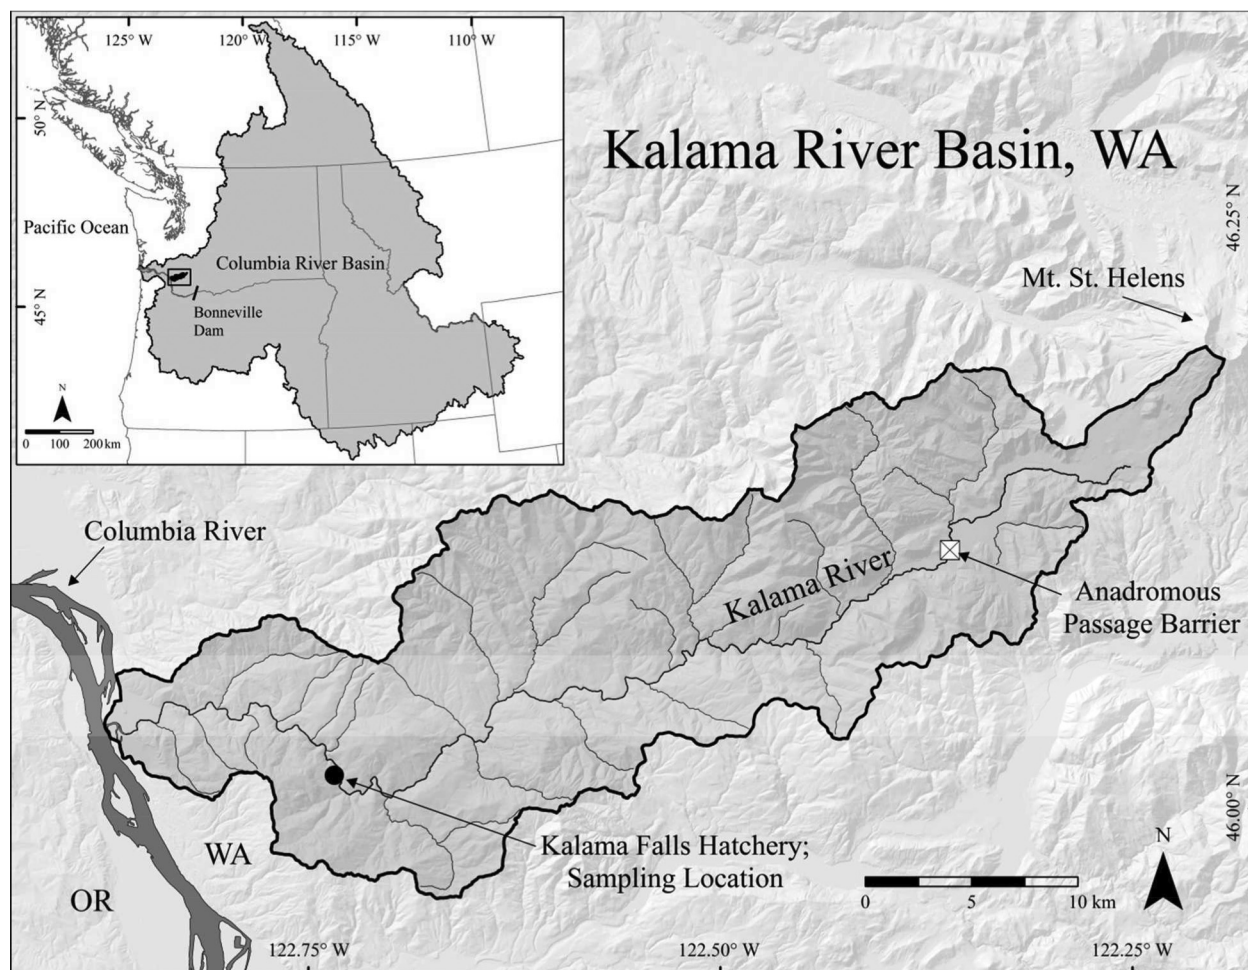 125° W 120° W 115° W 110° W
50° N
45° N
Pacific Ocean
Columbia River Basin
Bonneville
Dam
N
0 100 200 km
Kalama River Basin, WA
46.25° N
Mt. St. Helens
Columbia River
Kalama River
Anadromous
Passage Barrier
Kalama Falls Hatchery;
Sampling Location
WA
OR
46.00° N
N
0 5 10 km
122.75° W 122.50° W 122.25° W